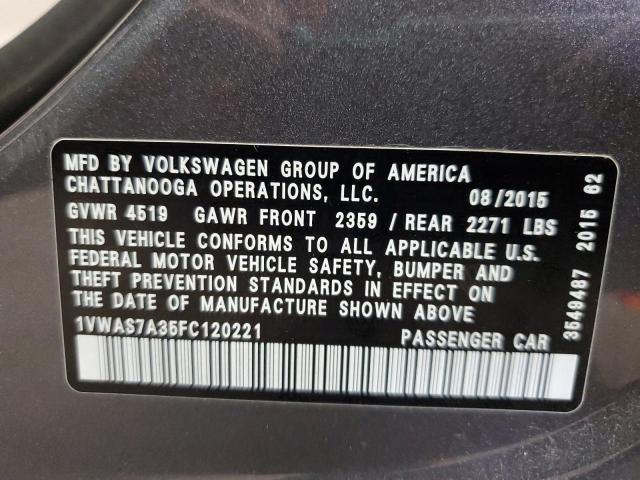 MFD BY VOLKSWAGEN GROUP OF AMERICA
CHATTANOOGA OPERATIONS, LLC. 08/2015
GVWR 4519 GAWR FRONT 2359 / REAR 2271 LBS
THIS VEHICLE CONFORMS TO ALL APPLICABLE U.S.
FEDERAL MOTOR VEHICLE SAFETY, BUMPER AND
THEFT PREVENTION STANDARDS IN EFFECT ON
THE DATE OF MANUFACTURE SHOWN ABOVE
1VWAS7A35FC120221 PASSENGER CAR
3549487 2015 62